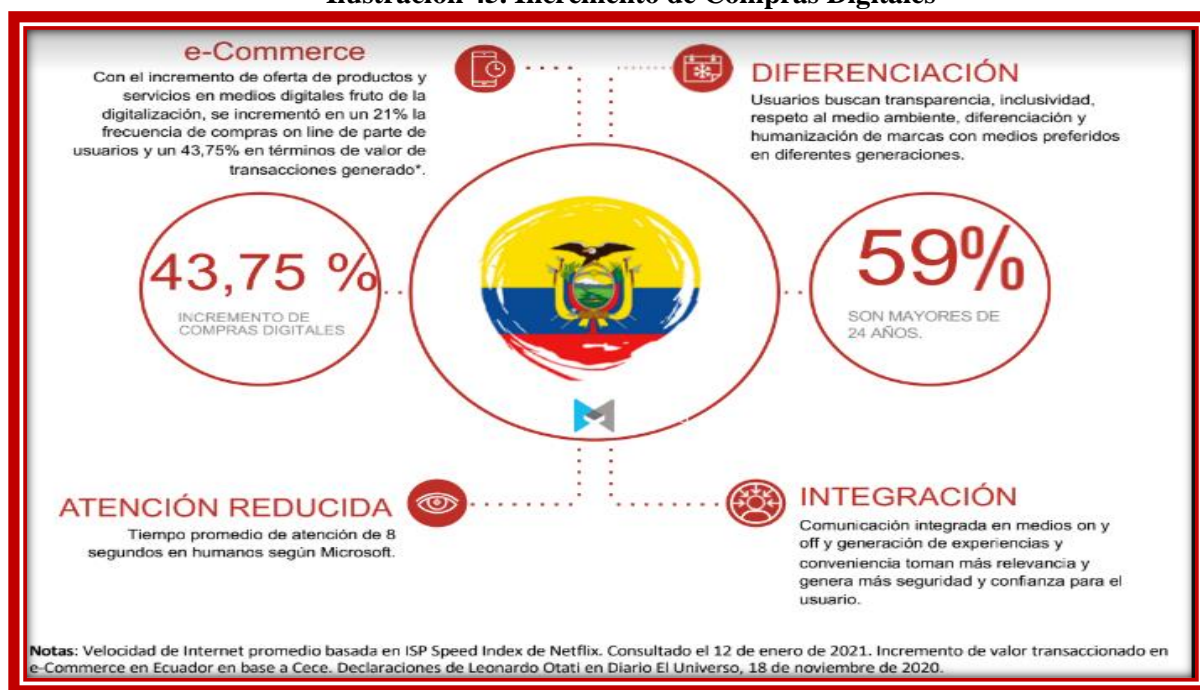 Ilustración 43. Incremento de Compras Digitales
e-Commerce
Con el incremento de oferta de productos y
servicios en medios digitales fruto de la
digitalización, se incrementó en un 21% la
frecuencia de compras on line de parte de
usuarios y un 43,75% en términos de valor de
transacciones generado*.
DIFERENCIACIÓN
Usuarios buscan transparencia, inclusividad,
respeto al medio ambiente, diferenciación y
humanización de marcas con medios preferidos
en diferentes generaciones.
43,75 %
INCREMENTO DE
COMPRAS DIGITALES
59%
SON MAYORES DE
24 AÑOS.
ATENCIÓN REDUCIDA
Tiempo promedio de atención de 8
segundos en humanos según Microsoft.
INTEGRACIÓN
Comunicación integrada en medios on y
off y generación de experiencias y
conveniencia toman más relevancia y
genera más seguridad y confianza para el
usuario.
Notas: Velocidad de Internet promedio basada en ISP Speed Index de Netflix. Consultado el 12 de enero de 2021. Incremento de valor transaccionado en
e-Commerce en Ecuador en base a Cece. Declaraciones de Leonardo Otati en Diario El Universo, 18 de noviembre de 2020.